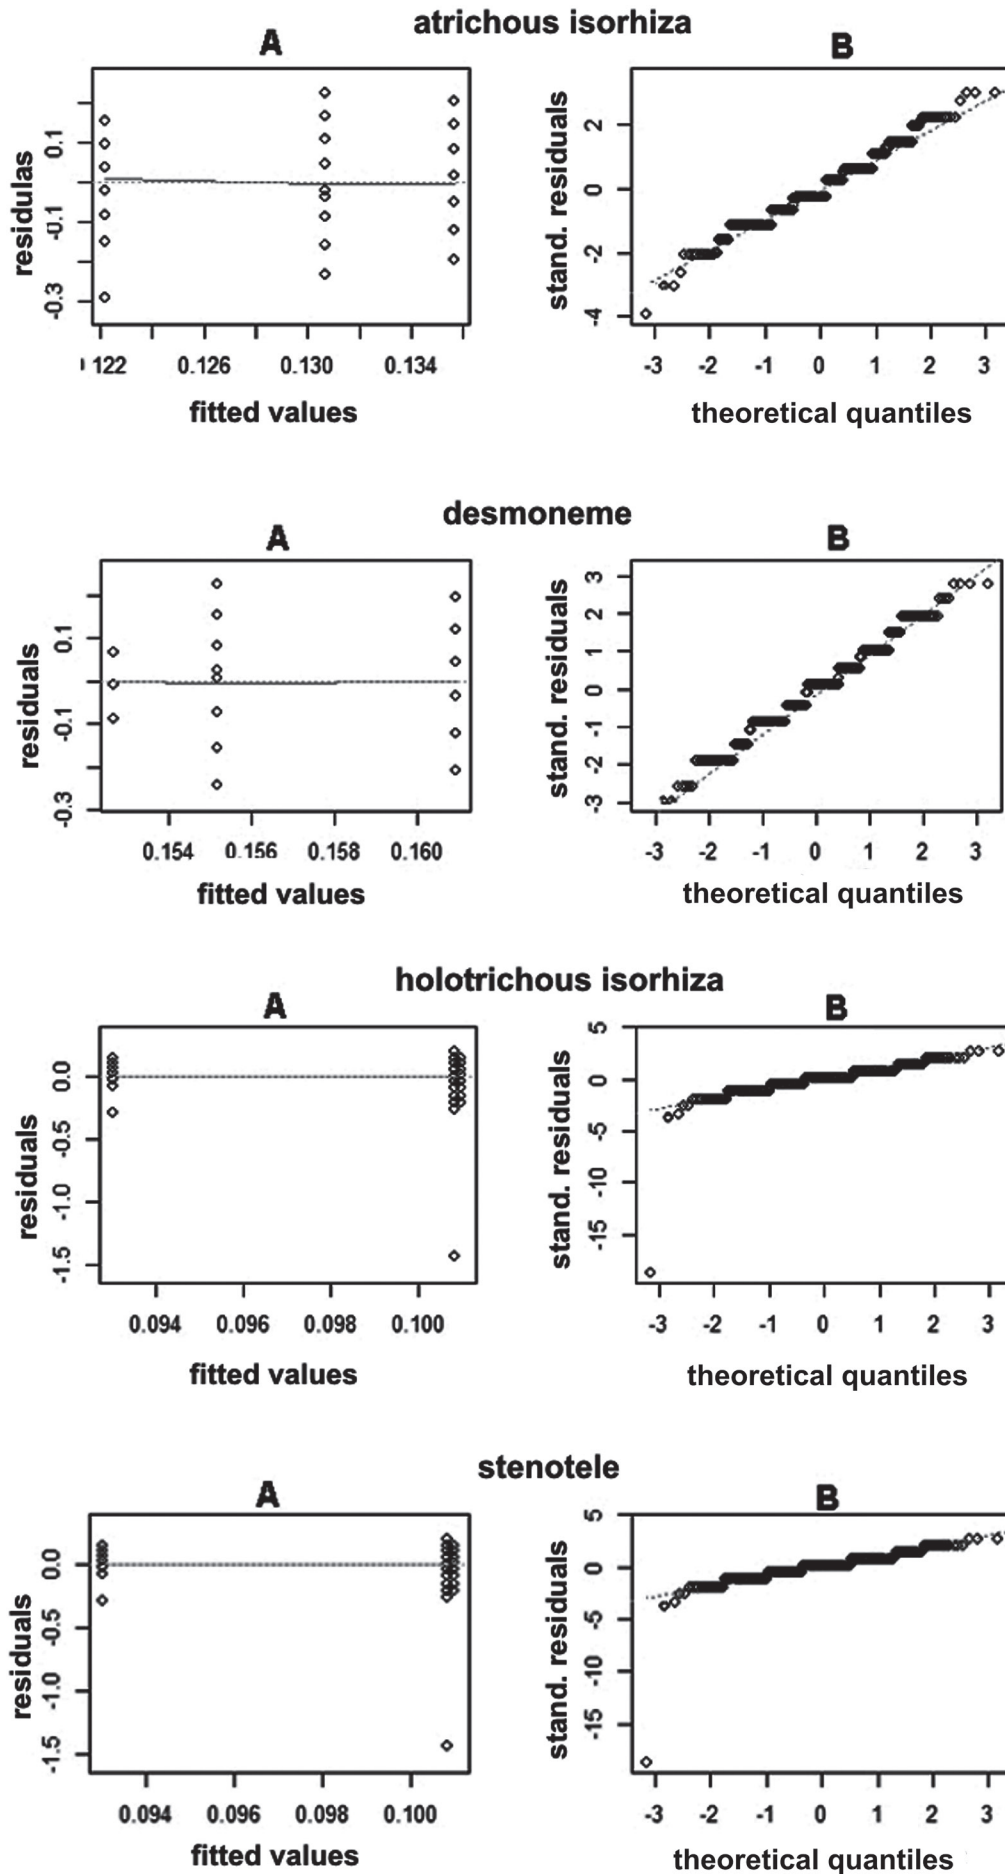 atrichous isorhiza
A
B
residulas
0.1
-0.1
-0.3
122 0.126 0.130 0.134
fitted values
stand. residuals
2
0
-2
-4
-3 -2 -1 0 1 2 3
theoretical quantiles
desmoneme
A
B
residuals
0.1
-0.1
-0.3
0.154 0.156 0.158 0.160
fitted values
stand. residuals
3
2
1
0
-1
-2
-3
-3 -2 -1 0 1 2 3
theoretical quantiles
holotrichous isorhiza
A
B
residuals
0.0
-0.5
-1.0
-1.5
0.094 0.096 0.098 0.100
fitted values
stand. residuals
5
0
-5
-10
-15
-3 -2 -1 0 1 2 3
theoretical quantiles
stenotele
A
B
residuals
0.0
-0.5
-1.0
-1.5
0.094 0.096 0.098 0.100
fitted values
stand. residuals
5
0
-5
-10
-15
-3 -2 -1 0 1 2 3
theoretical quantiles